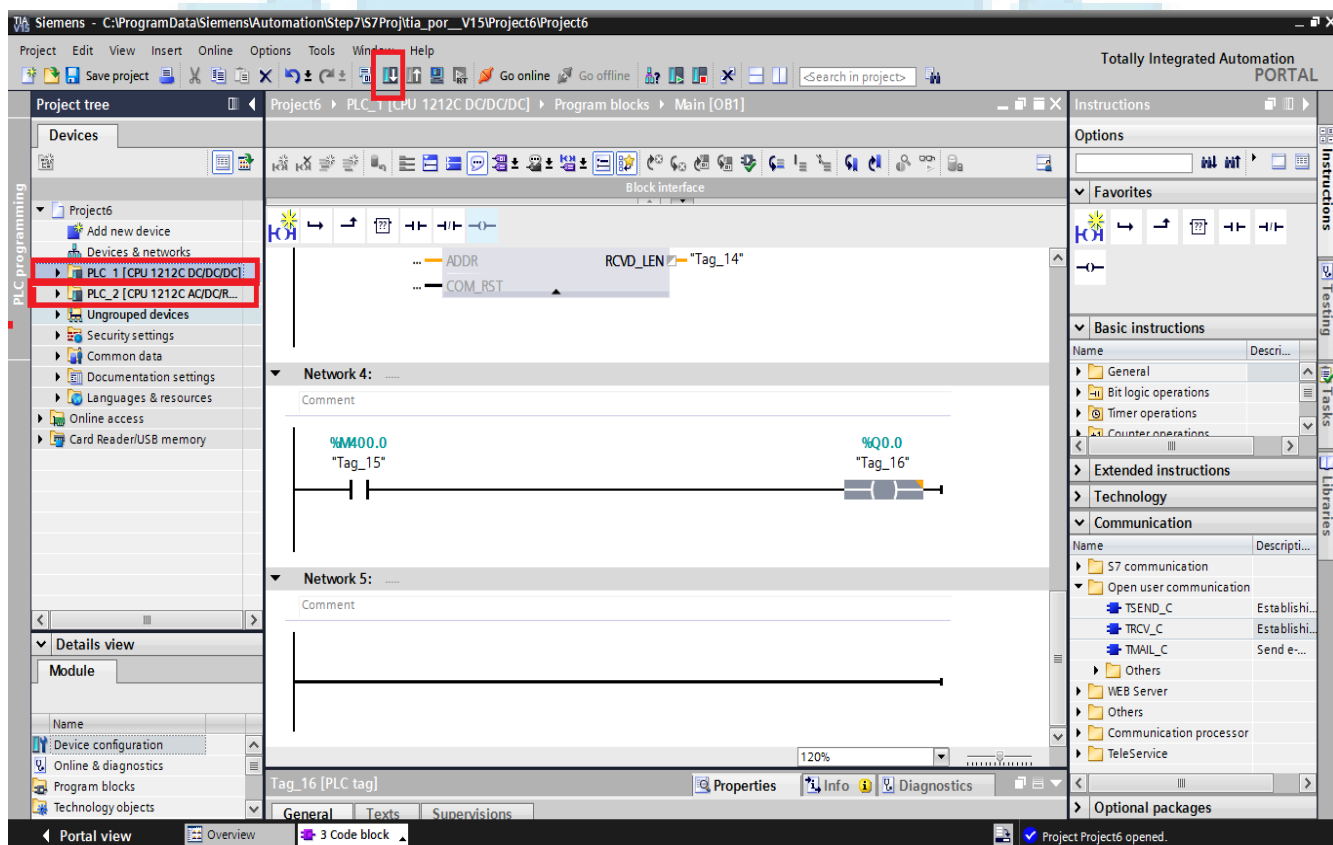 Siemens - C:\ProgramData\Siemens\Automation\Step7\S7Proj\tia_por__V15\Project6\Project6
Project Edit View Insert Online Options Tools Window Help
Totally Integrated Automation
PORTAL
Save project Go online Go offline <Search in project>
Project tree
Project6 PLC_1 [CPU 1212C DC/DC/DC] Program blocks Main [OB1]
Instructions
Devices
Options
Block interface
Favorites
PLC programming
Project6
Add new device
Devices & networks
PLC_1 [CPU 1212C DC/DC/DC]
PLC_2 [CPU 1212C AC/DC/R...
Ungrouped devices
Security settings
Common data
Documentation settings
Languages & resources
Online access
Card Reader/USB memory
??
... ADDR RCVD_LEN "Tag_14"
... COM_RST
Network 4: .....
Comment
%M400.0 %Q0.0
"Tag_15" "Tag_16"
Network 5: .....
Comment
120%
Tag_16 [PLC tag]
Properties Info Diagnostics
General Texts Supervisions
??
Basic instructions
Name Descri...
General
Bit logic operations
Timer operations
Counter operations
Extended instructions
Technology
Communication
Name Descripti...
S7 communication
Open user communication
TSEND_C Establishi...
TRCV_C Establishi...
TMAIL_C Send e-...
Others
WEB Server
Others
Communication processor
TeleService
Optional packages
Instructions
Testing
Tasks
Libraries
Details view
Module
Name
Device configuration
Online & diagnostics
Program blocks
Technology objects
Portal view Overview 3 Code block
Project Project6 opened.